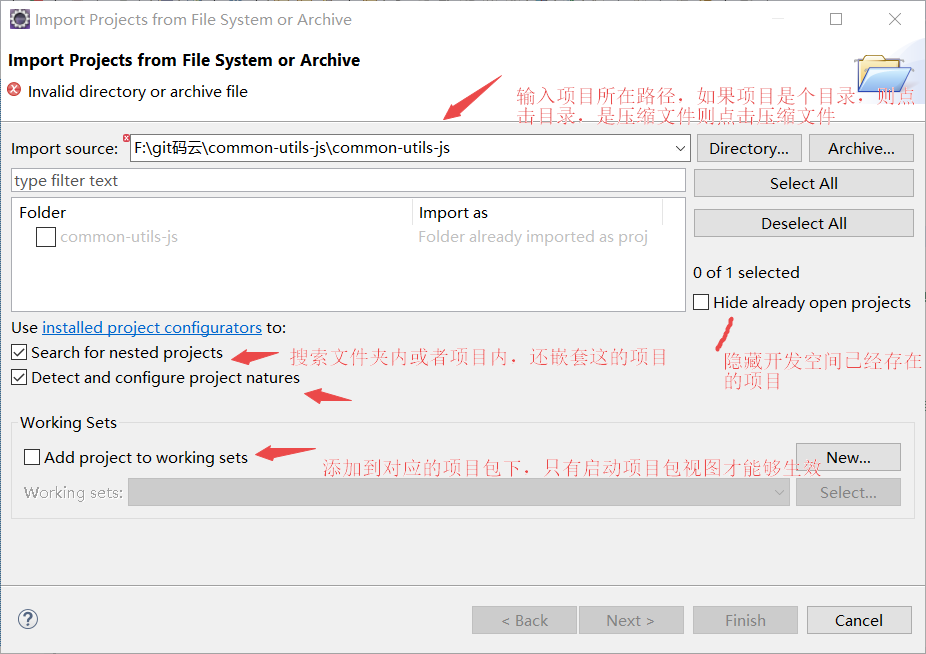 Import Projects from File System or Archive
Import Projects from File System or Archive
Invalid directory or archive file
输入项目所在路径，如果项目是个目录，则点
击目录，是压缩文件则点击压缩文件
Import source:
F:\git码云\common-utils-js\common-utils-js
Directory...
Archive...
type filter text
Select All
Folder
Import as
Deselect All
common-utils-js
Folder already imported as proj
0 of 1 selected
Hide already open projects
Use installed project configurators to:
Search for nested projects
搜索文件夹内或者项目内，还嵌套这的项目
隐藏开发空间已经存在
的项目
Detect and configure project natures
Working Sets
Add project to working sets
添加到对应的项目包下，只有启动项目包视图才能够生效
New...
Working sets:
Select...
?
< Back
Next >
Finish
Cancel